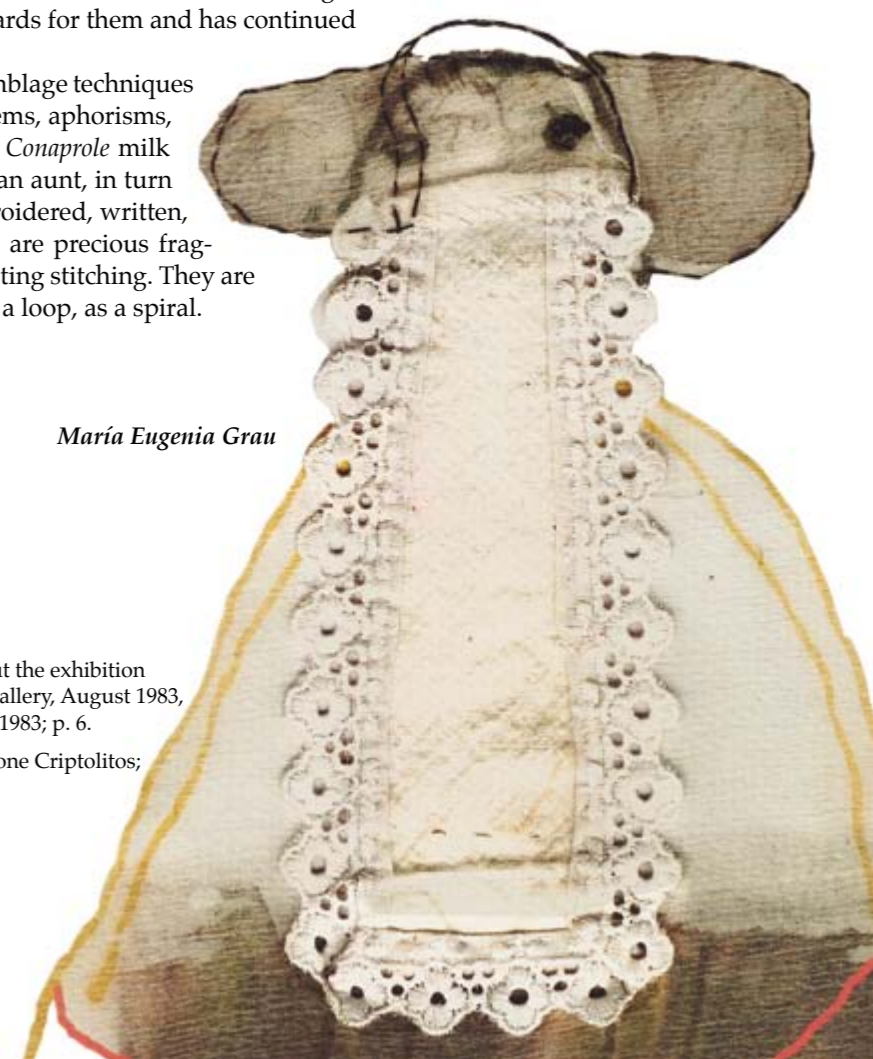 ards for them and has continued
nblage techniques
ems, aphorisms,
Conaprole milk
an aunt, in turn
roidered, written,
are precious frag-
ting stitching. They are
a loop, as a spiral.
María Eugenia Grau
ut the exhibition
allery, August 1983,
1983; p. 6.
one Criptolitos;